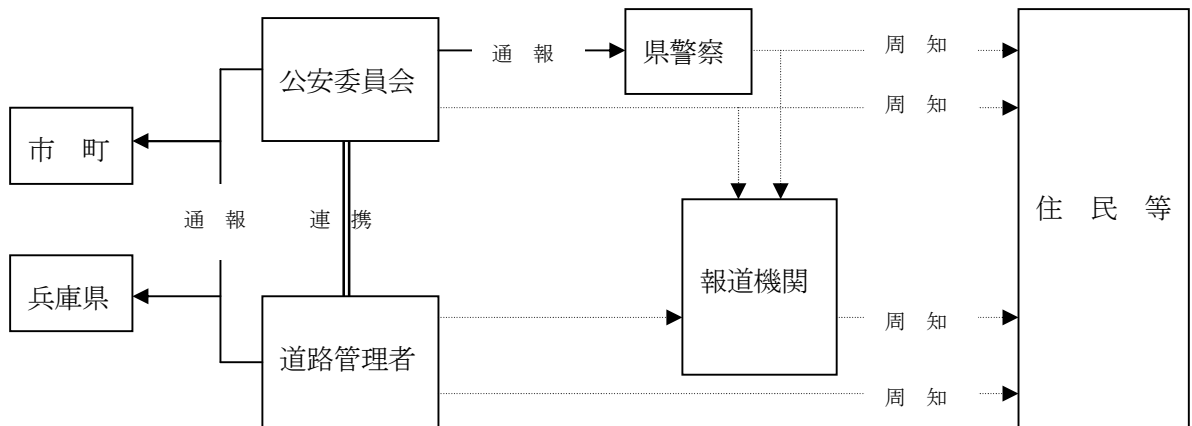 通 報
県警察
周 知
公安委員会
周 知
市 町
住 民 等
通 報
連 携
報道機関
兵庫県
周 知
道路管理者
周 知